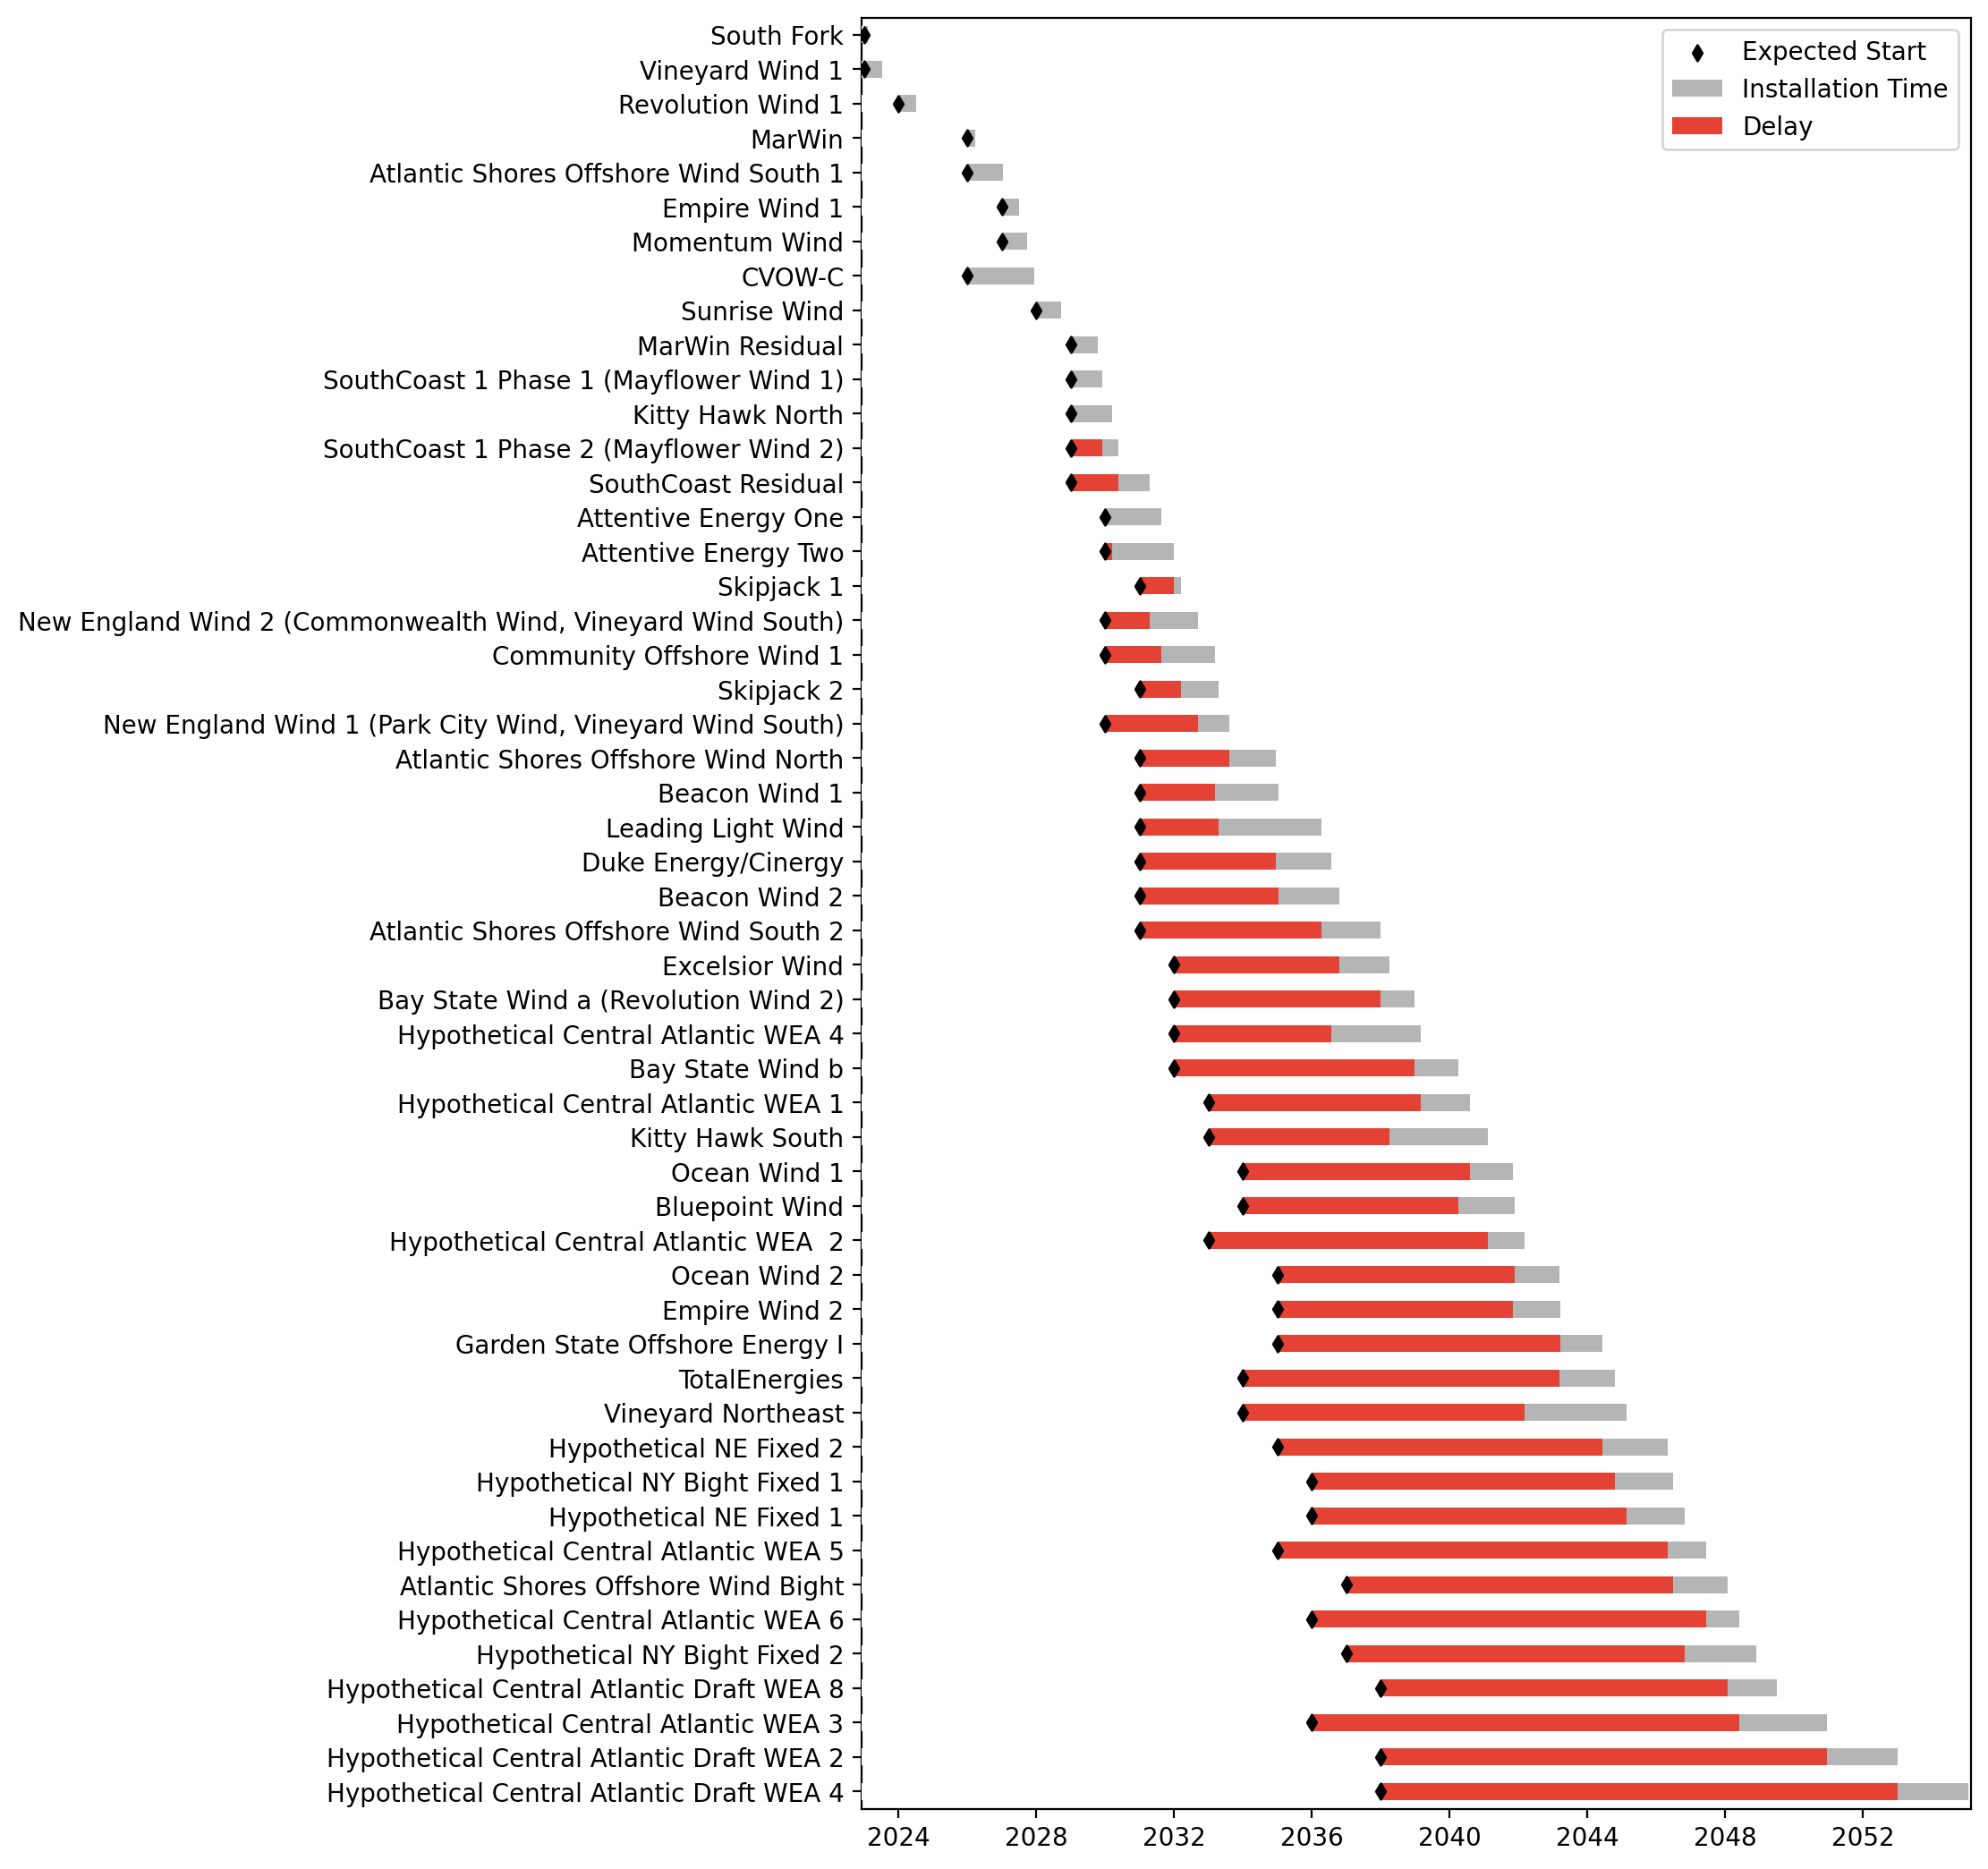 South Fork
Vineyard Wind 1
Revolution Wind 1
MarWin
Atlantic Shores Offshore Wind South 1
Empire Wind 1
Momentum Wind
CVOW-C
Sunrise Wind
MarWin Residual
SouthCoast 1 Phase 1 (Mayflower Wind 1)
Kitty Hawk North
SouthCoast 1 Phase 2 (Mayflower Wind 2)
SouthCoast Residual
Attentive Energy One
Attentive Energy Two
Skipjack 1
New England Wind 2 (Commonwealth Wind, Vineyard Wind South)
Community Offshore Wind 1
Skipjack 2
New England Wind 1 (Park City Wind, Vineyard Wind South)
Atlantic Shores Offshore Wind North
Beacon Wind 1
Leading Light Wind
Duke Energy/Cinergy
Beacon Wind 2
Atlantic Shores Offshore Wind South 2
Excelsior Wind
Bay State Wind a (Revolution Wind 2)
Hypothetical Central Atlantic WEA 4
Bay State Wind b
Hypothetical Central Atlantic WEA 1
Kitty Hawk South
Ocean Wind 1
Bluepoint Wind
Hypothetical Central Atlantic WEA  2
Ocean Wind 2
Empire Wind 2
Garden State Offshore Energy I
TotalEnergies
Vineyard Northeast
Hypothetical NE Fixed 2
Hypothetical NY Bight Fixed 1
Hypothetical NE Fixed 1
Hypothetical Central Atlantic WEA 5
Atlantic Shores Offshore Wind Bight
Hypothetical Central Atlantic WEA 6
Hypothetical NY Bight Fixed 2
Hypothetical Central Atlantic Draft WEA 8
Hypothetical Central Atlantic WEA 3
Hypothetical Central Atlantic Draft WEA 2
Hypothetical Central Atlantic Draft WEA 4
Expected Start
Installation Time
Delay
2024 2028 2032 2036 2040 2044 2048 2052